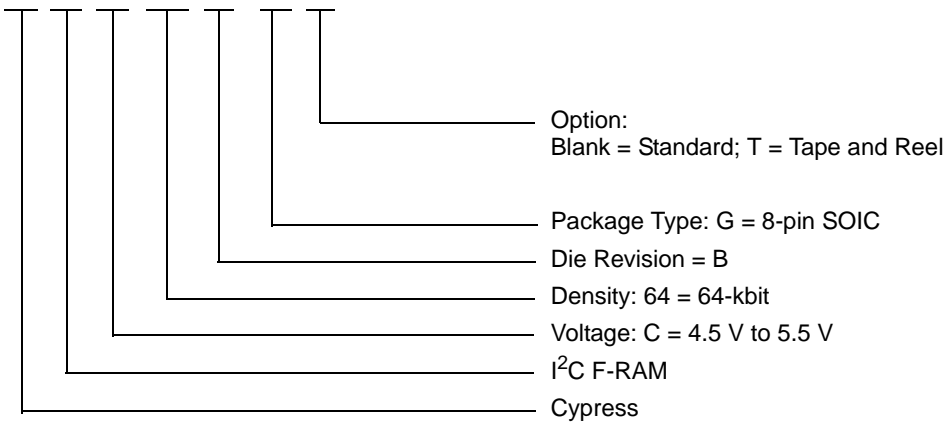 Option:
Blank = Standard; T = Tape and Reel
Package Type: G = 8-pin SOIC
Die Revision = B
Density: 64 = 64-kbit
Voltage: C = 4.5 V to 5.5 V
I²C F-RAM
Cypress